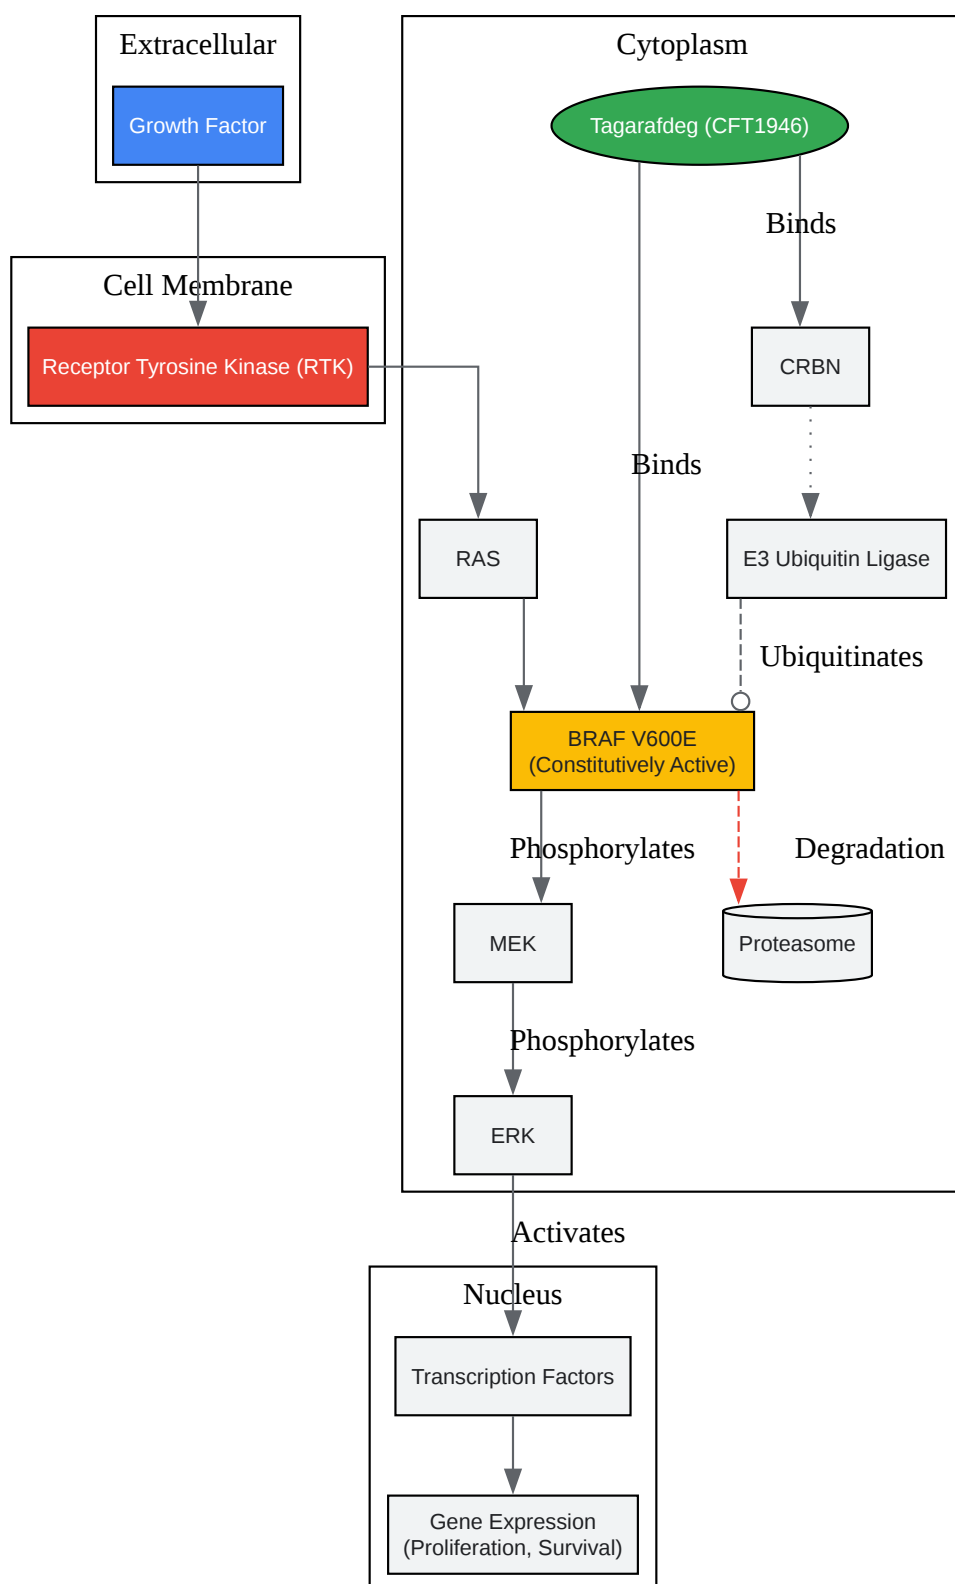 Extracellular
Cytoplasm
Growth Factor
Tagarafdeg (CFT1946)
Binds
Cell Membrane
Receptor Tyrosine Kinase (RTK)
CRBN
Binds
RAS
E3 Ubiquitin Ligase
Ubiquitinates
BRAF V600E
(Constitutively Active)
Phosphorylates
Degradation
MEK
Proteasome
Phosphorylates
ERK
Activates
Nucleus
Transcription Factors
Gene Expression
(Proliferation, Survival)